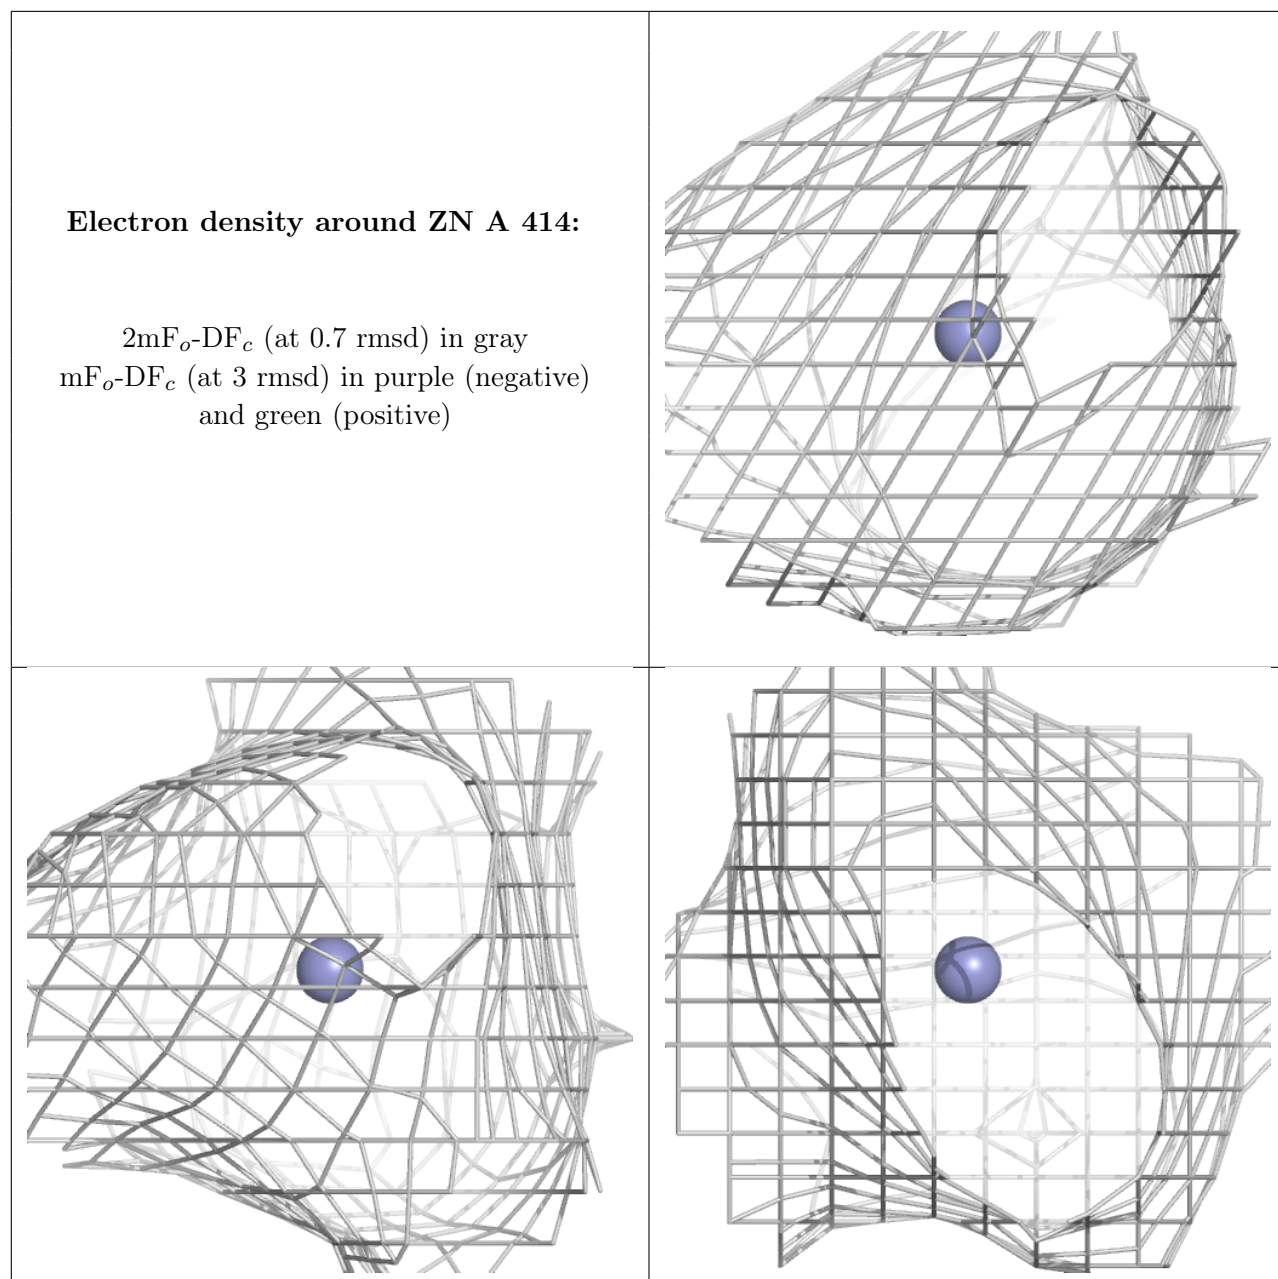 Electron density around ZN A 414:
2mFo-DFc (at 0.7 rmsd) in gray
mFo-DFc (at 3 rmsd) in purple (negative)
and green (positive)